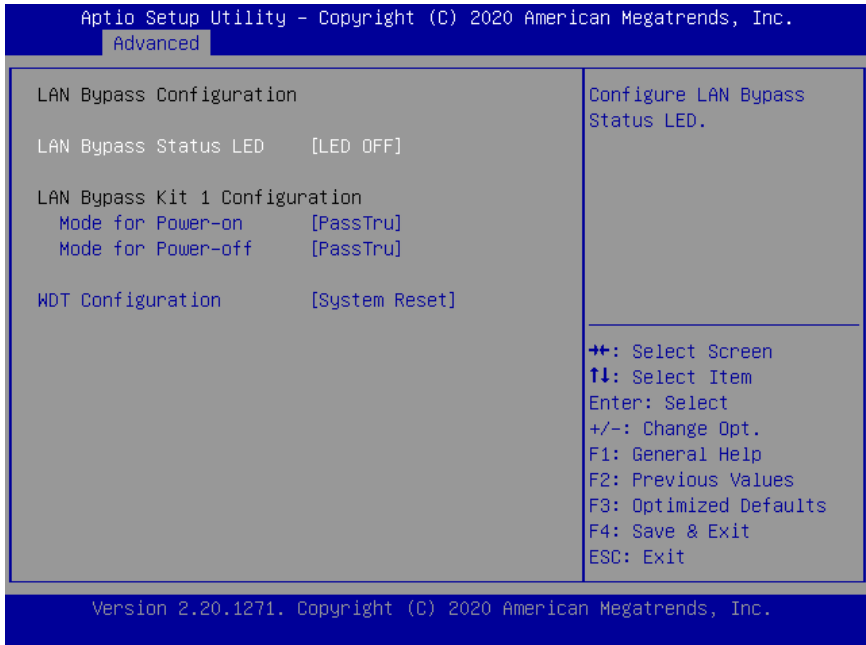 Aptio Setup Utility – Copyright (C) 2020 American Megatrends, Inc.
Advanced
LAN Bypass Configuration
LAN Bypass Status LED [LED OFF]
LAN Bypass Kit 1 Configuration
Mode for Power-on [PassTru]
Mode for Power-off [PassTru]
WDT Configuration [System Reset]
Configure LAN Bypass
Status LED.
→←: Select Screen
↑↓: Select Item
Enter: Select
+/-: Change Opt.
F1: General Help
F2: Previous Values
F3: Optimized Defaults
F4: Save & Exit
ESC: Exit
Version 2.20.1271. Copyright (C) 2020 American Megatrends, Inc.